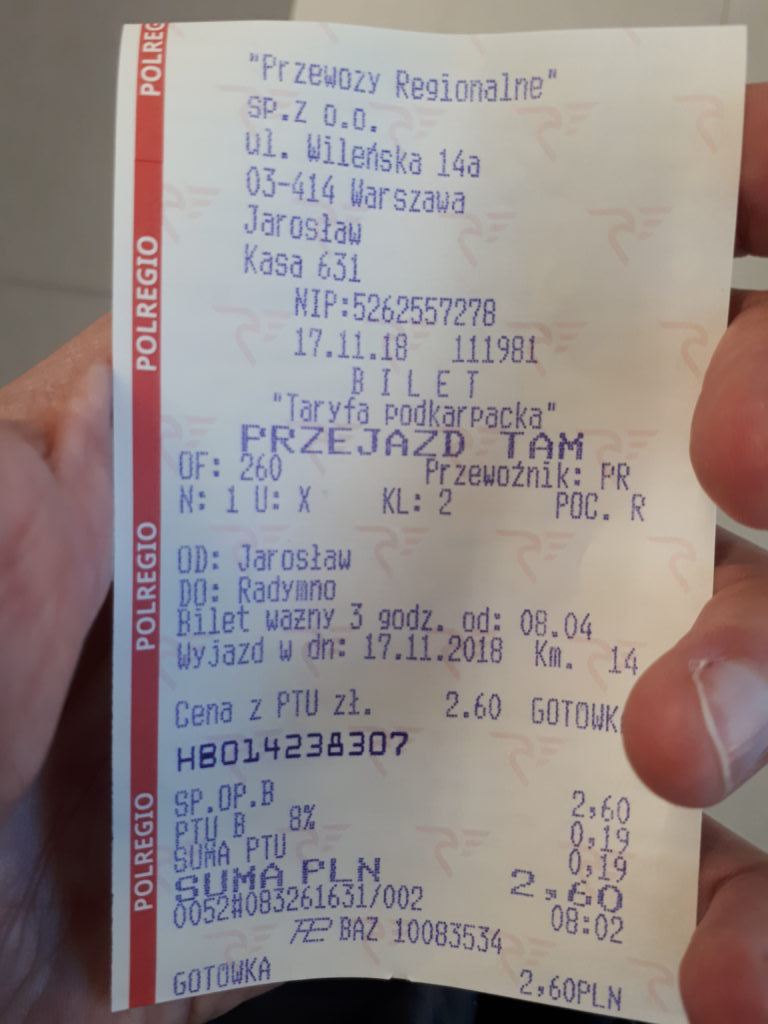 "Przewozy Regionalne"
SP.Z O.O.
ul. Wileńska 14a
03-414 Warszawa
Jarosław
Kasa 631
NIP:5262557278
17.11.18 111981
BILET
"Taryfa podkarpacka"
PRZEJAZD TAM
OF: 260 Przewoźnik: PR
N: 1 U: X KL: 2 POC. R
OD: Jarosław
DO: Radymno
Bilet ważny 3 godz. od: 08.04
Wyjazd w dn: 17.11.2018 Km. 14
Cena z PTU zł. 2.60 GOTÓWK
HB014238307
SP.OP.B 2,60
PTU B 8% 0,19
SUMA PTU 0,19
SUMA PLN 2,60
0052#083261631/002 08:02
BAZ 10083534
GOTÓWKA 2,60PLN
POLREG
POLREGIO
POLREGIO
POLREGIO